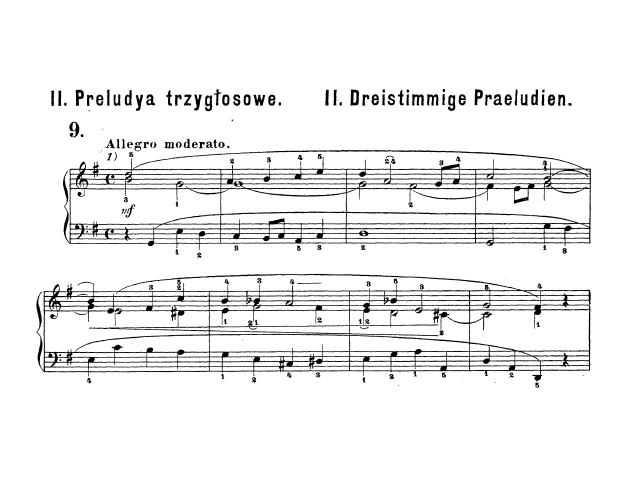 II. Preludya trzygłosowe. II. Dreistimmige Praeludien.
9.
Allegro moderato.
1)
mf